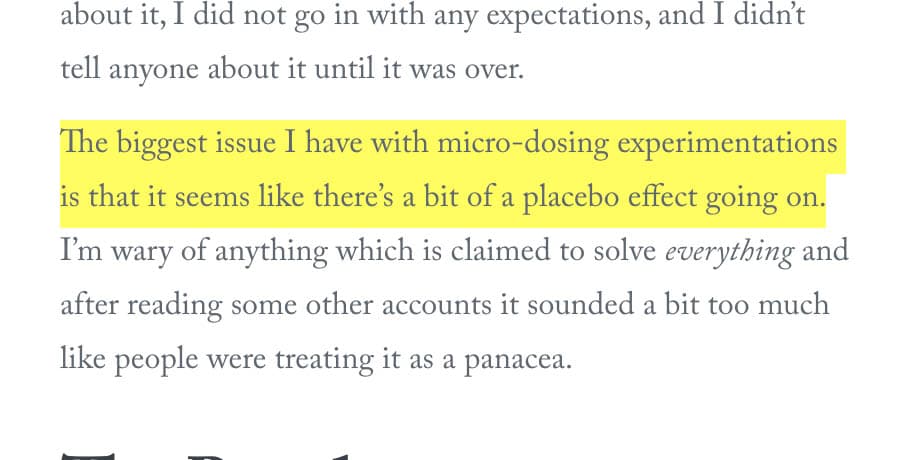 about it, I did not go in with any expectations, and I didn’t
tell anyone about it until it was over.
The biggest issue I have with micro-dosing experimentations
is that it seems like there’s a bit of a placebo effect going on.
I’m wary of anything which is claimed to solve everything and
after reading some other accounts it sounded a bit too much
like people were treating it as a panacea.